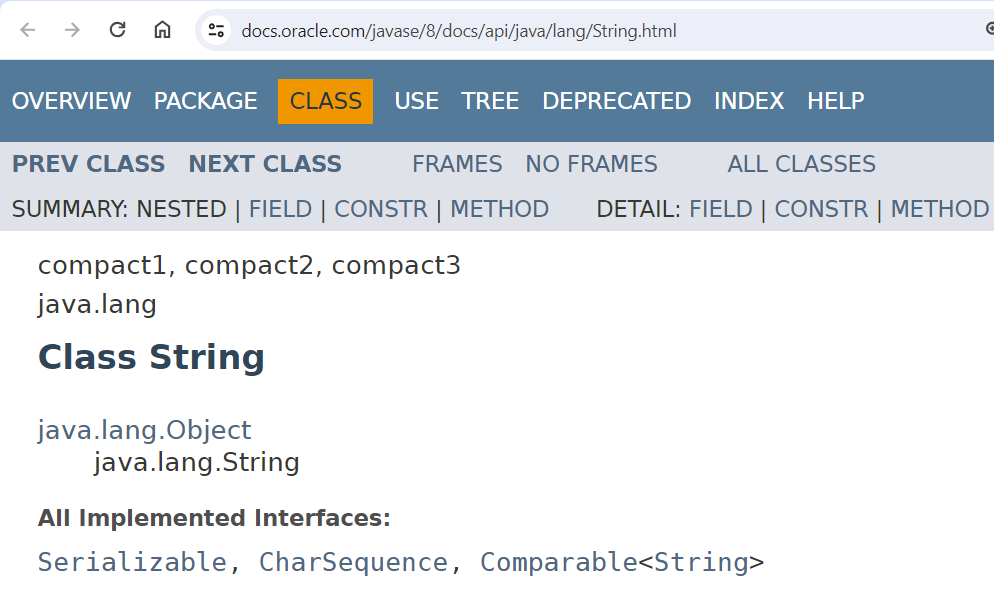 docs.oracle.com/javase/8/docs/api/java/lang/String.html
OVERVIEW PACKAGE CLASS USE TREE DEPRECATED INDEX HELP
PREV CLASS NEXT CLASS FRAMES NO FRAMES ALL CLASSES
SUMMARY: NESTED | FIELD | CONSTR | METHOD DETAIL: FIELD | CONSTR | METHOD
compact1, compact2, compact3
java.lang
Class String
java.lang.Object
java.lang.String
All Implemented Interfaces:
Serializable, CharSequence, Comparable<String>